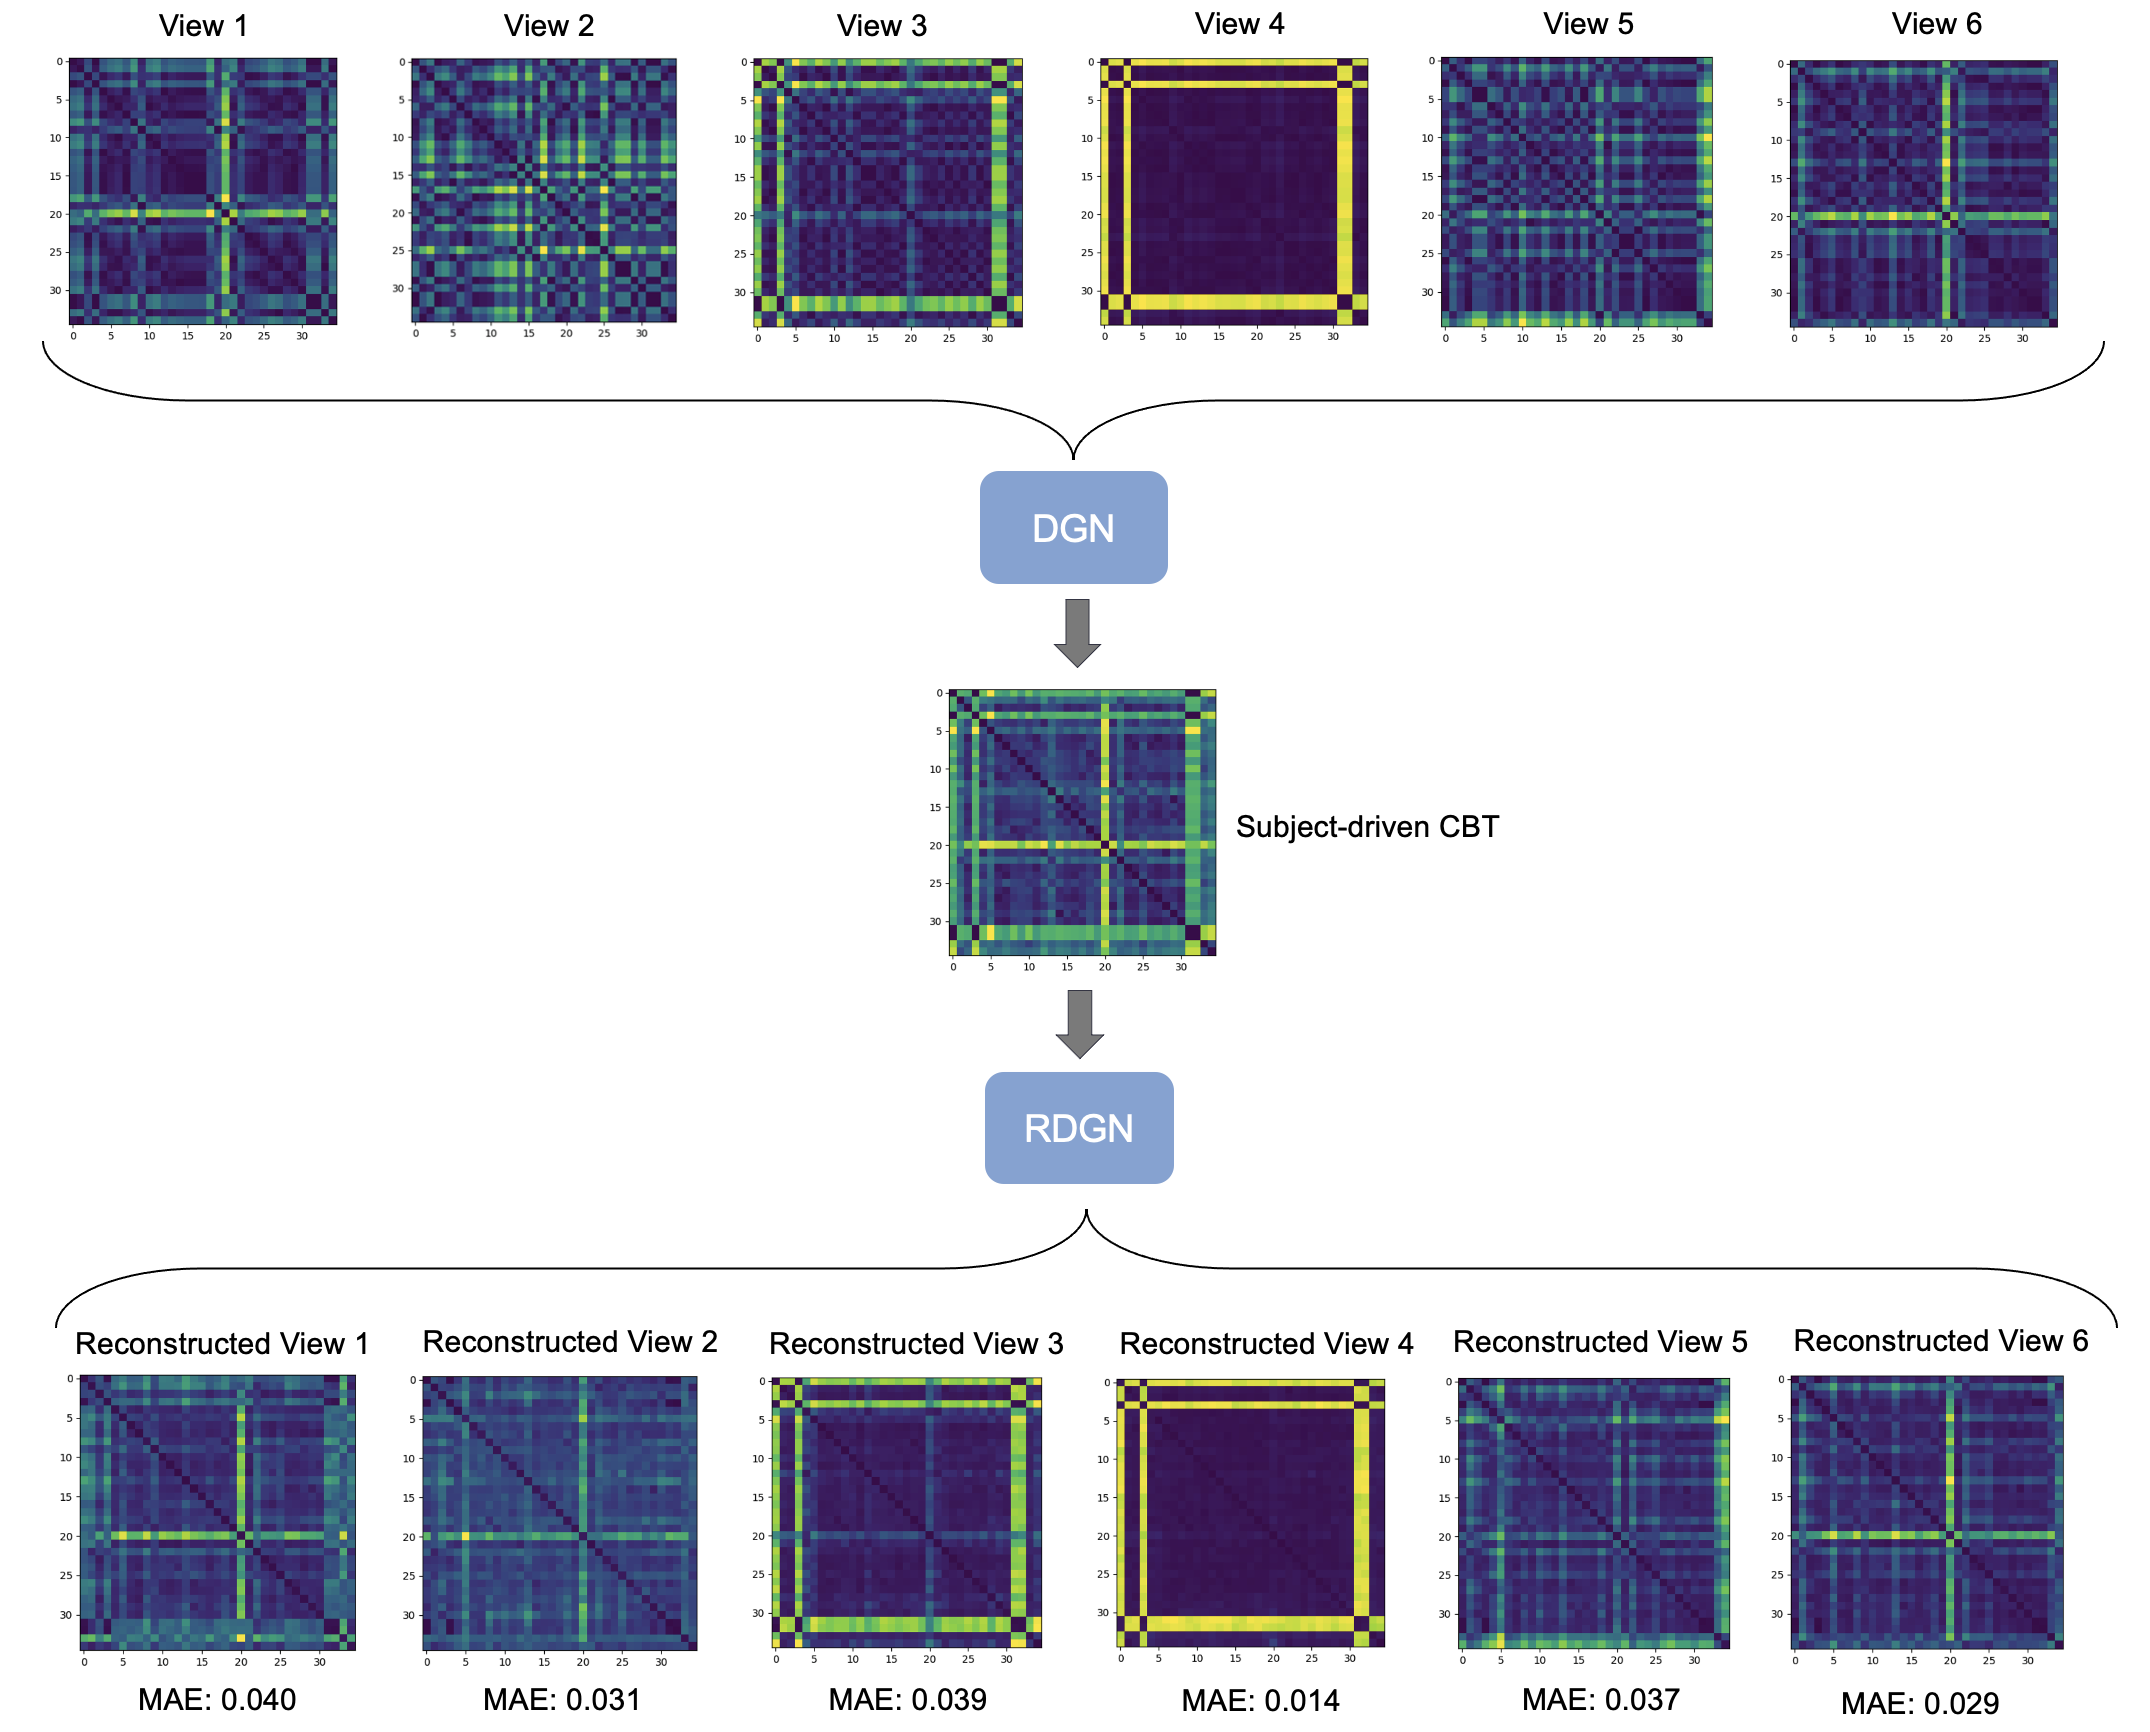 View 1
View 2
View 3
View 4
View 5
View 6
0
5
10
15
20
25
30
0 5 10 15 20 25 30
0
5
10
15
20
25
30
0 5 10 15 20 25 30
0
5
10
15
20
25
30
0 5 10 15 20 25 30
0
5
10
15
20
25
30
0 5 10 15 20 25 30
0
5
10
15
20
25
30
0 5 10 15 20 25 30
0
5
10
15
20
25
30
0 5 10 15 20 25 30
DGN
0
5
10
15
20
25
30
0 5 10 15 20 25 30
Subject-driven CBT
RDGN
Reconstructed View 1
Reconstructed View 2
Reconstructed View 3
Reconstructed View 4
Reconstructed View 5
Reconstructed View 6
0
5
10
15
20
25
30
0 5 10 15 20 25 30
0
5
10
15
20
25
30
0 5 10 15 20 25 30
0
5
10
15
20
25
30
0 5 10 15 20 25 30
0
5
10
15
20
25
30
0 5 10 15 20 25 30
0
5
10
15
20
25
30
0 5 10 15 20 25 30
0
5
10
15
20
25
30
0 5 10 15 20 25 30
MAE: 0.040
MAE: 0.031
MAE: 0.039
MAE: 0.014
MAE: 0.037
MAE: 0.029